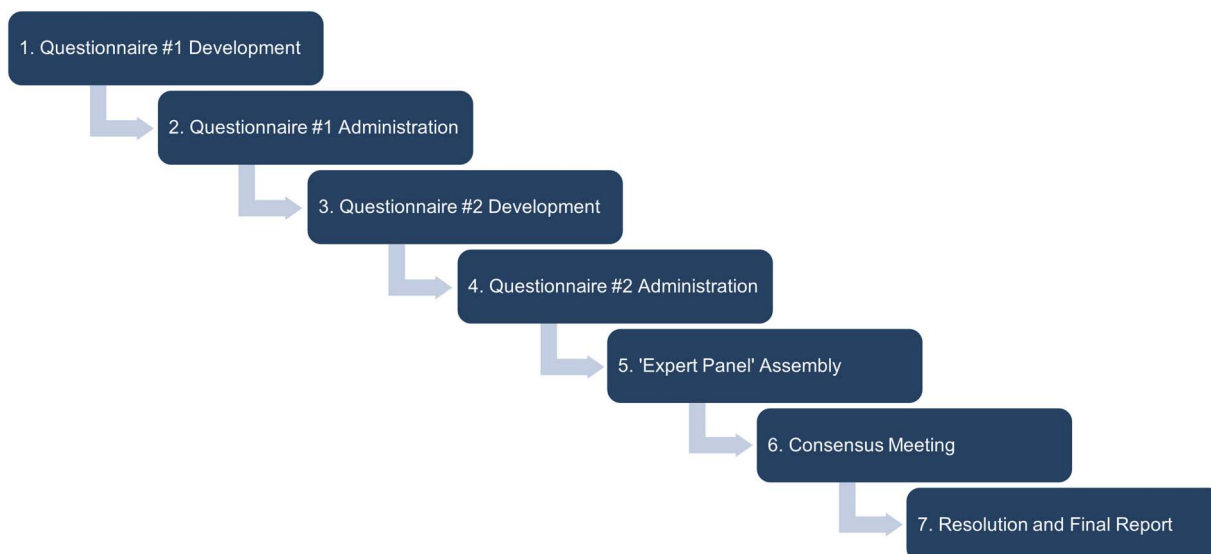 1. Questionnaire #1 Development
2. Questionnaire #1 Administration
3. Questionnaire #2 Development
4. Questionnaire #2 Administration
5. 'Expert Panel' Assembly
6. Consensus Meeting
7. Resolution and Final Report